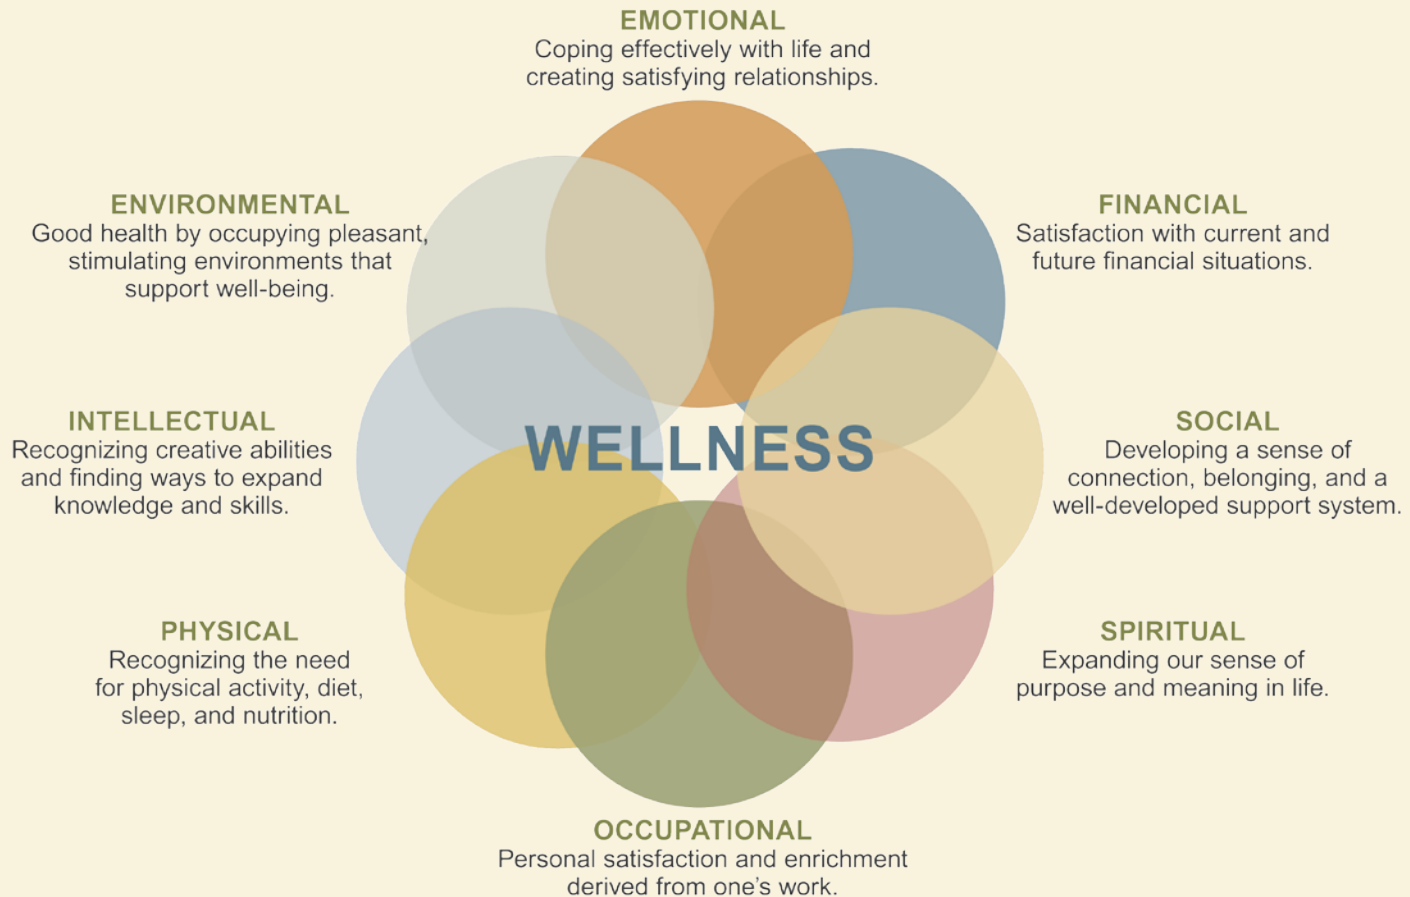 EMOTIONAL
Coping effectively with life and
creating satisfying relationships.
ENVIRONMENTAL
Good health by occupying pleasant,
stimulating environments that
support well-being.
FINANCIAL
Satisfaction with current and
future financial situations.
INTELLECTUAL
Recognizing creative abilities
and finding ways to expand
knowledge and skills.
WELLNESS
SOCIAL
Developing a sense of
connection, belonging, and a
well-developed support system.
PHYSICAL
Recognizing the need
for physical activity, diet,
sleep, and nutrition.
SPIRITUAL
Expanding our sense of
purpose and meaning in life.
OCCUPATIONAL
Personal satisfaction and enrichment
derived from one’s work.